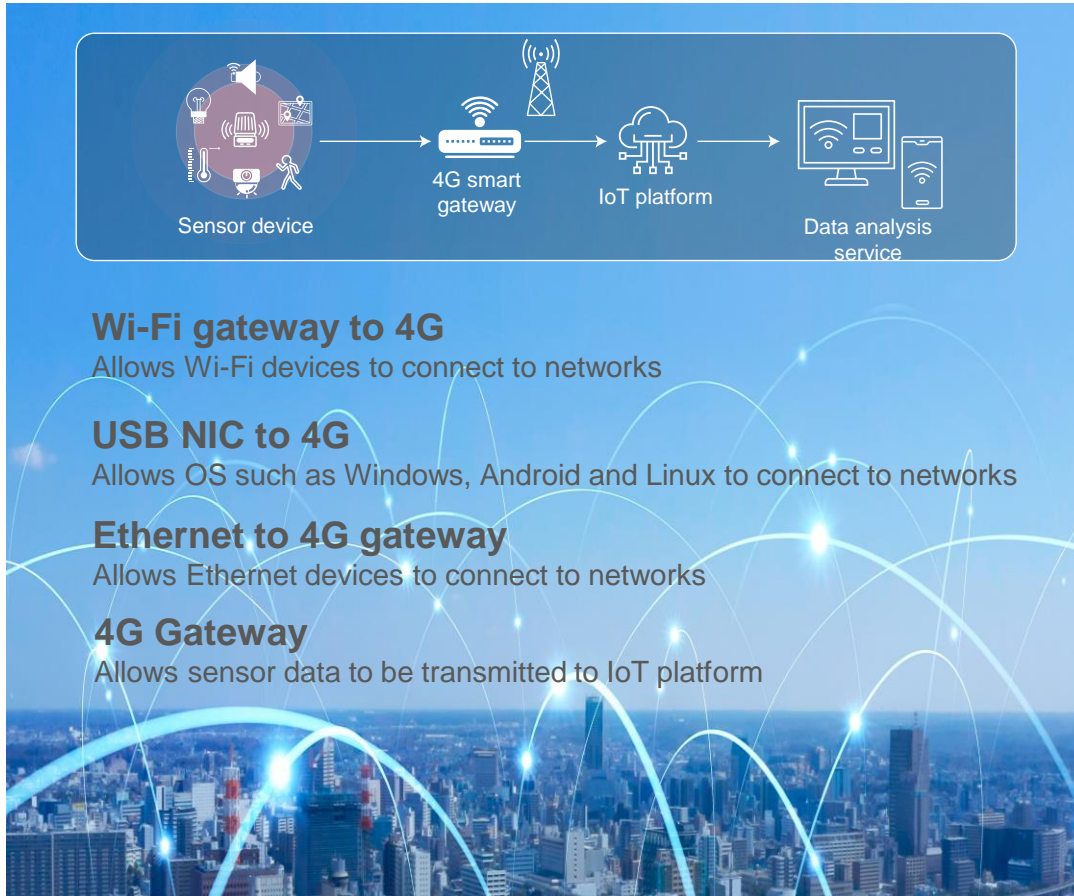 Sensor device
4G smart
gateway
IoT platform
Data analysis
service
Wi-Fi gateway to 4G
Allows Wi-Fi devices to connect to networks
USB NIC to 4G
Allows OS such as Windows, Android and Linux to connect to networks
Ethernet to 4G gateway
Allows Ethernet devices to connect to networks
4G Gateway
Allows sensor data to be transmitted to IoT platform